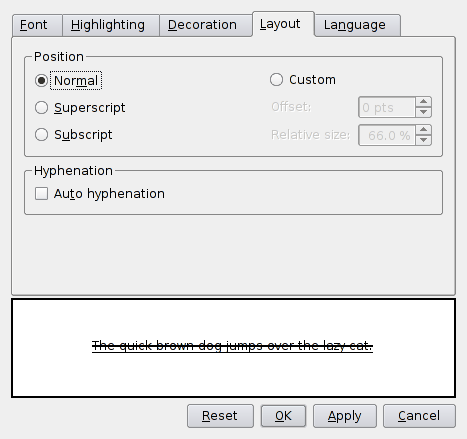 Font Highlighting Decoration Layout Language
Position
Normal Custom
Superscript Offset: 0 pts
Subscript Relative size: 66.0 %
Hyphenation
Auto hyphenation
The quick brown dog jumps over the lazy cat.
Reset OK Apply Cancel